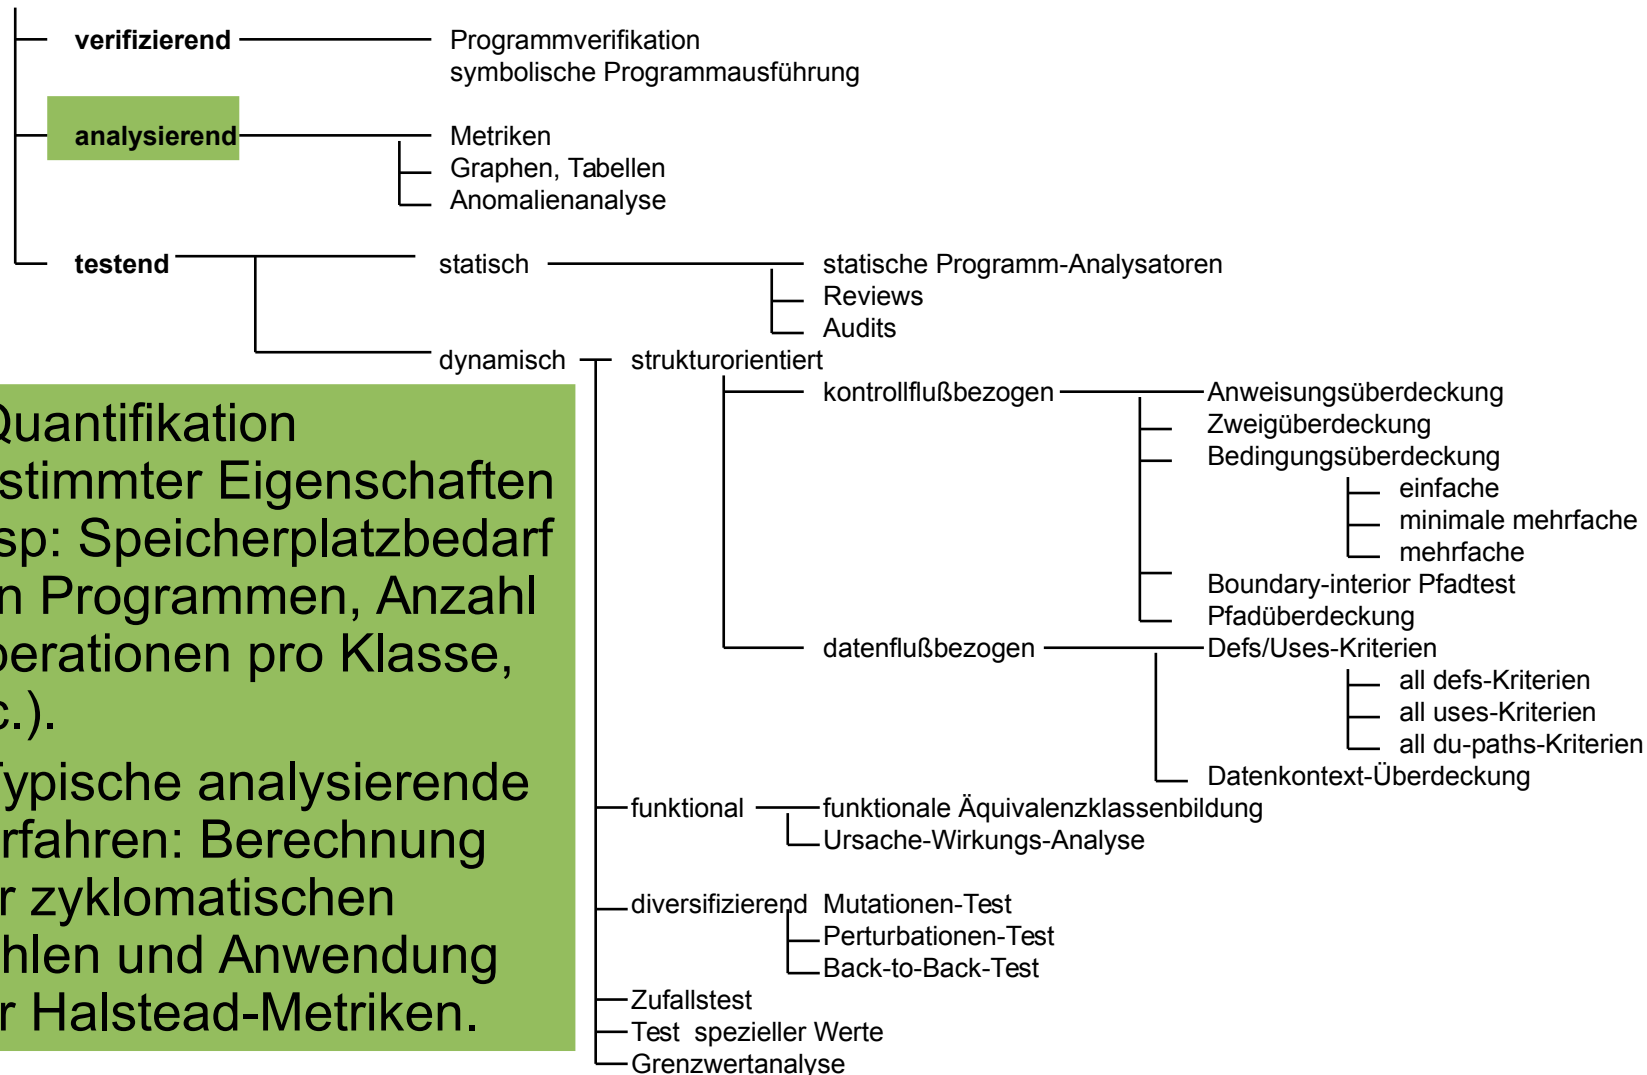 verifizierend
Programmverifikation
symbolische Programmausführung
analysierend
Metriken
Graphen, Tabellen
Anomalienanalyse
testend
statisch
statische Programm-Analysatoren
Reviews
Audits
dynamisch
strukturorientiert
kontrollflußbezogen
Anweisungsüberdeckung
Zweigüberdeckung
Bedingungsüberdeckung
einfache
minimale mehrfache
mehrfache
Boundary-interior Pfadtest
Pfadüberdeckung
datenflußbezogen
Defs/Uses-Kriterien
all defs-Kriterien
all uses-Kriterien
all du-paths-Kriterien
Datenkontext-Überdeckung
funktional
funktionale Äquivalenzklassenbildung
Ursache-Wirkungs-Analyse
diversifizierend
Mutationen-Test
Perturbationen-Test
Back-to-Back-Test
Zufallstest
Test spezieller Werte
Grenzwertanalyse
Quantifikation
stimmter Eigenschaften
sp: Speicherplatzbedarf
n Programmen, Anzahl
perationen pro Klasse,
c.).
Typische analysierende
rfahren: Berechnung
r zyklomatischen
hlen und Anwendung
r Halstead-Metriken.